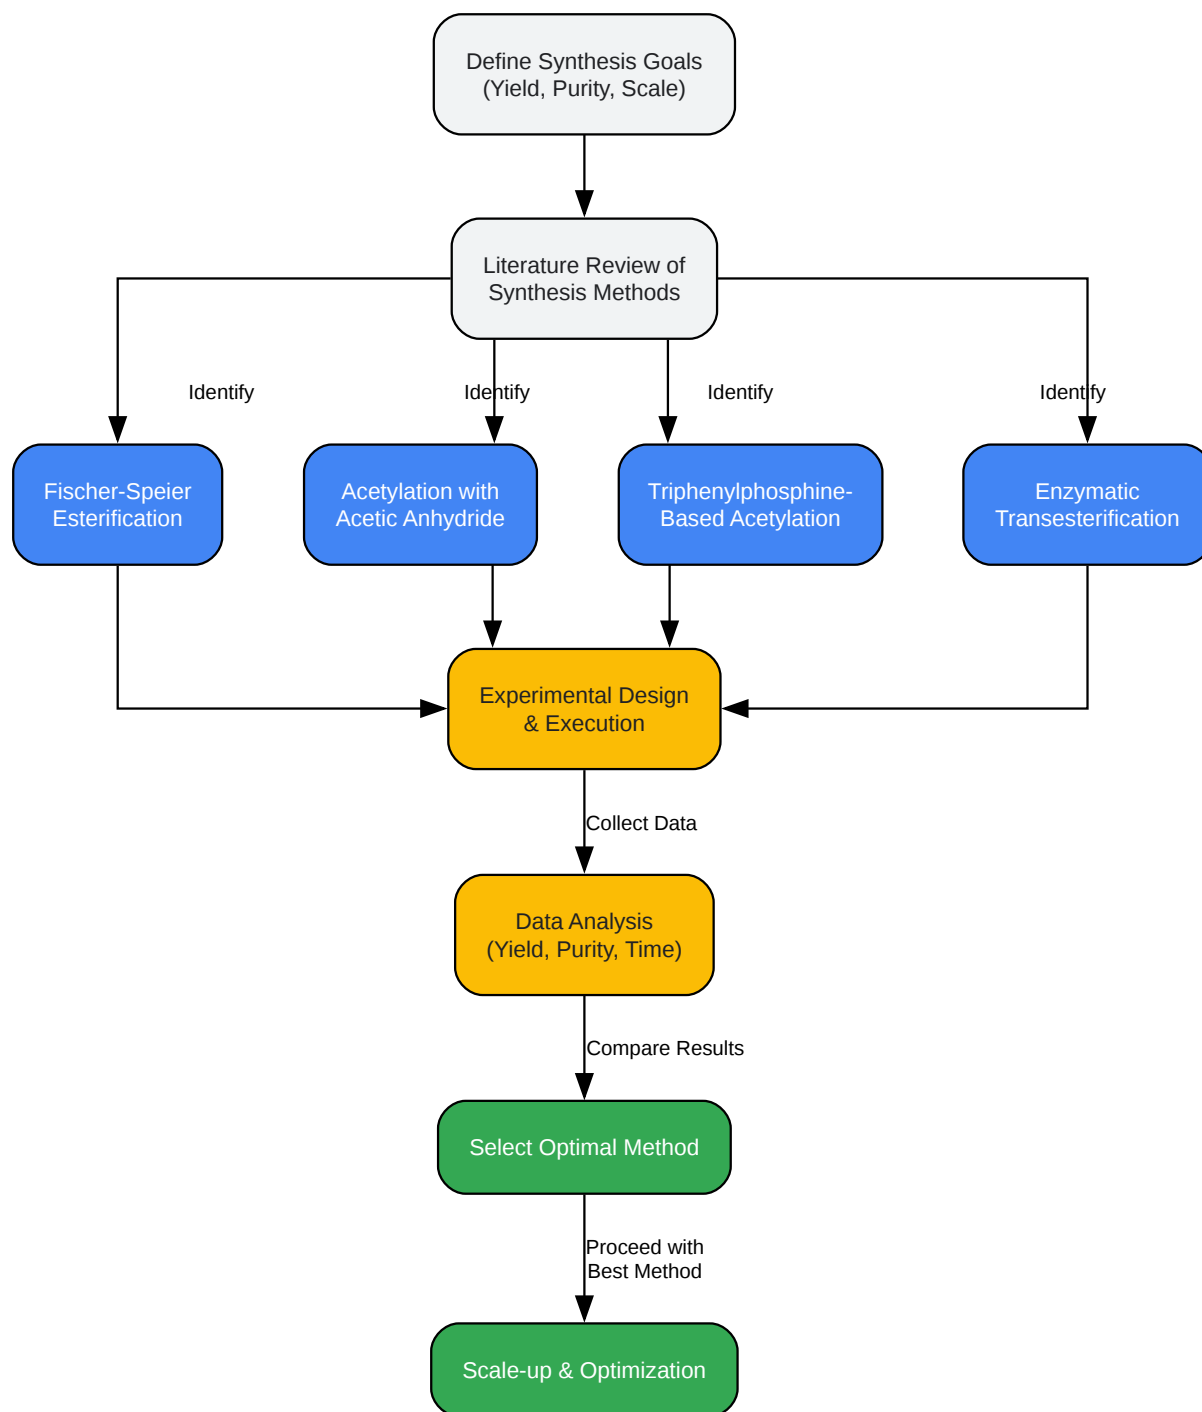 Define Synthesis Goals
(Yield, Purity, Scale)
Literature Review of
Synthesis Methods
Identify
Identify
Identify
Identify
Fischer-Speier
Esterification
Acetylation with
Acetic Anhydride
Triphenylphosphine-
Based Acetylation
Enzymatic
Transesterification
Experimental Design
& Execution
Collect Data
Data Analysis
(Yield, Purity, Time)
Compare Results
Select Optimal Method
Proceed with
Best Method
Scale-up & Optimization